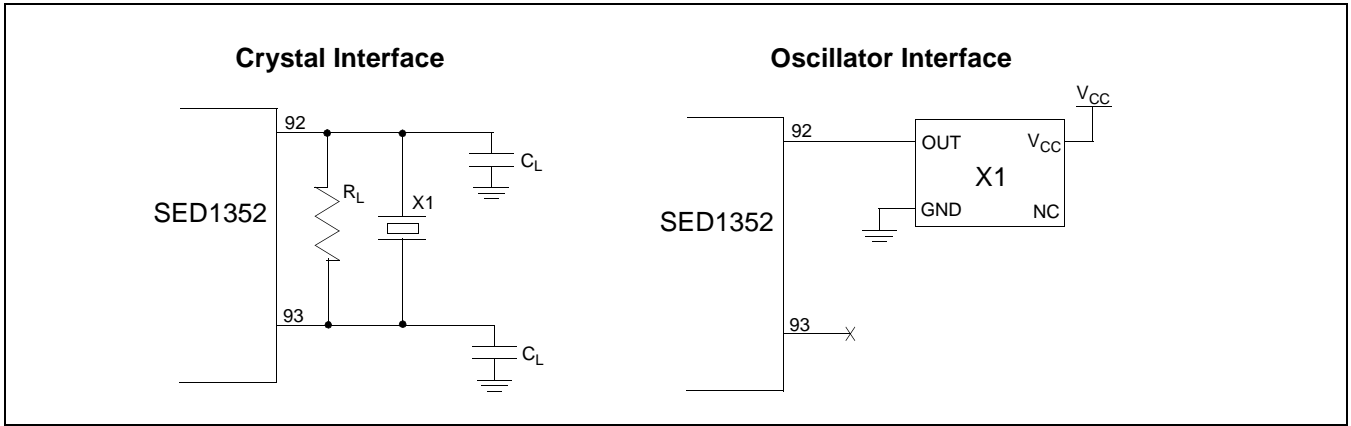 Crystal Interface
92
C_L
R_L
X1
SED1352
93
C_L
Oscillator Interface
V_CC
92
OUT
V_CC
X1
GND
NC
SED1352
93